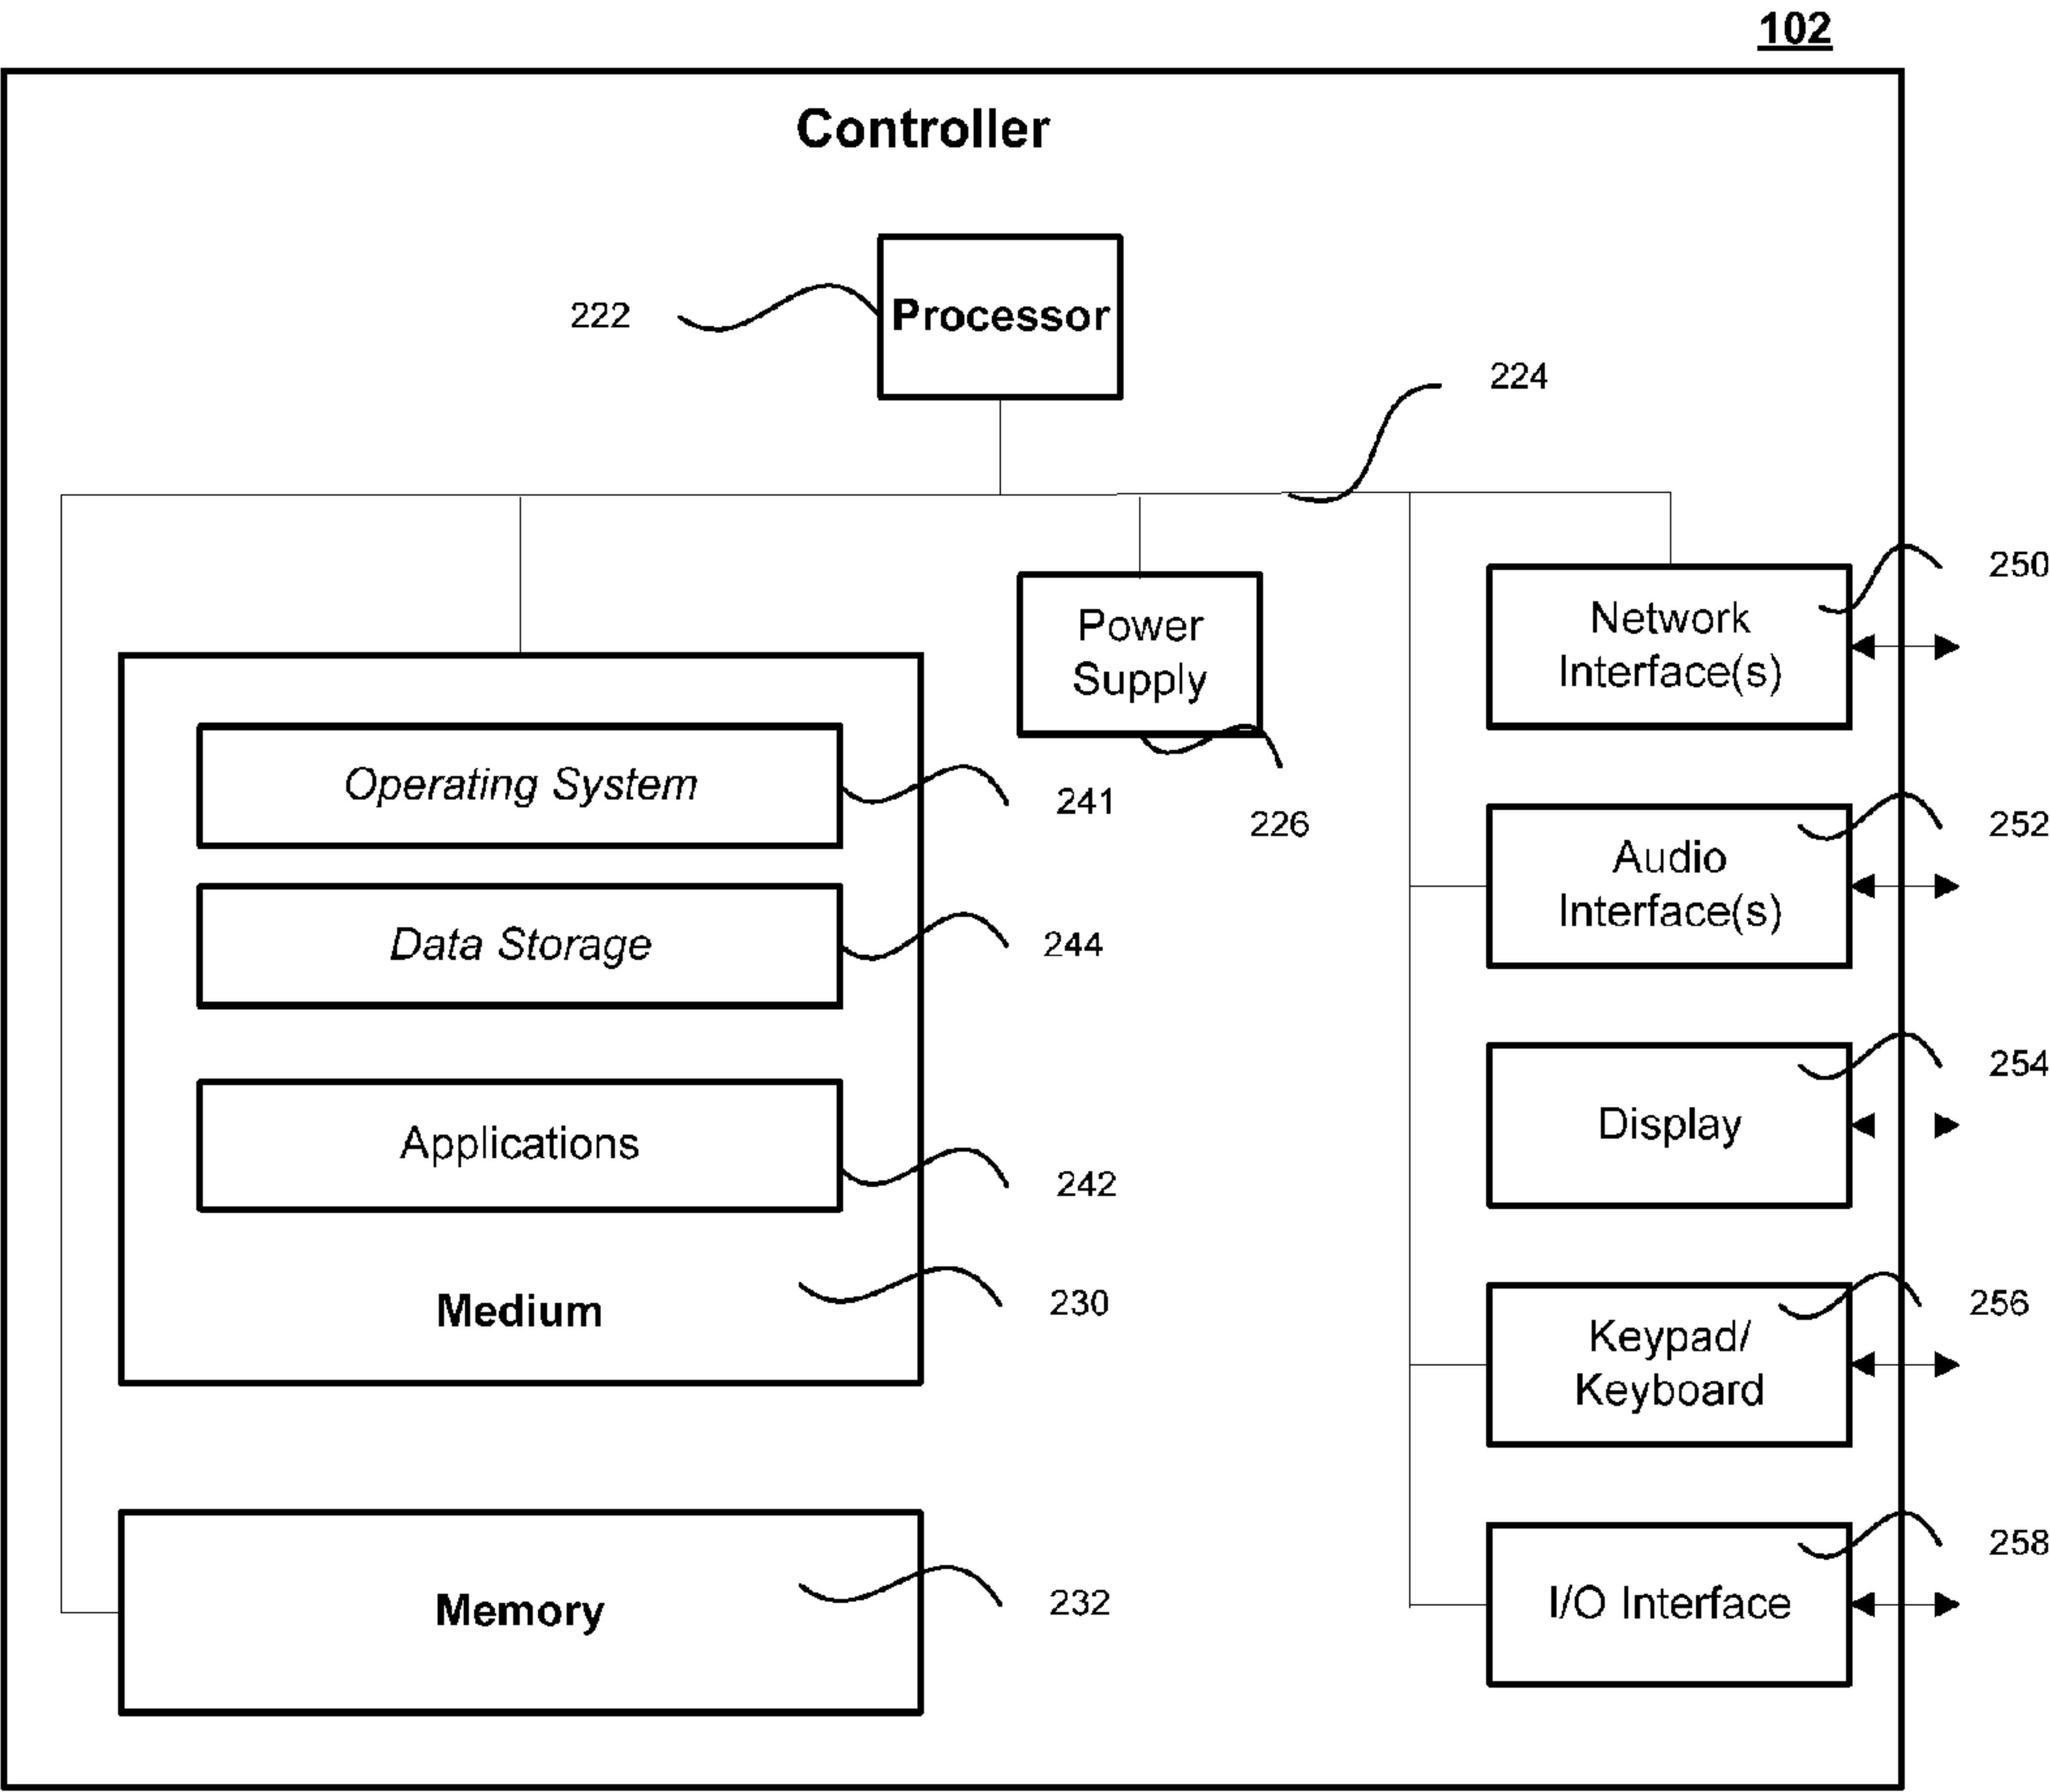 102
Controller
222
Processor
224
250
Network
Interface(s)
Power
Supply
226
Operating System
241
252
Audio
Interface(s)
Data Storage
244
254
Display
Applications
242
Medium
230
256
Keypad/
Keyboard
258
I/O Interface
Memory
232